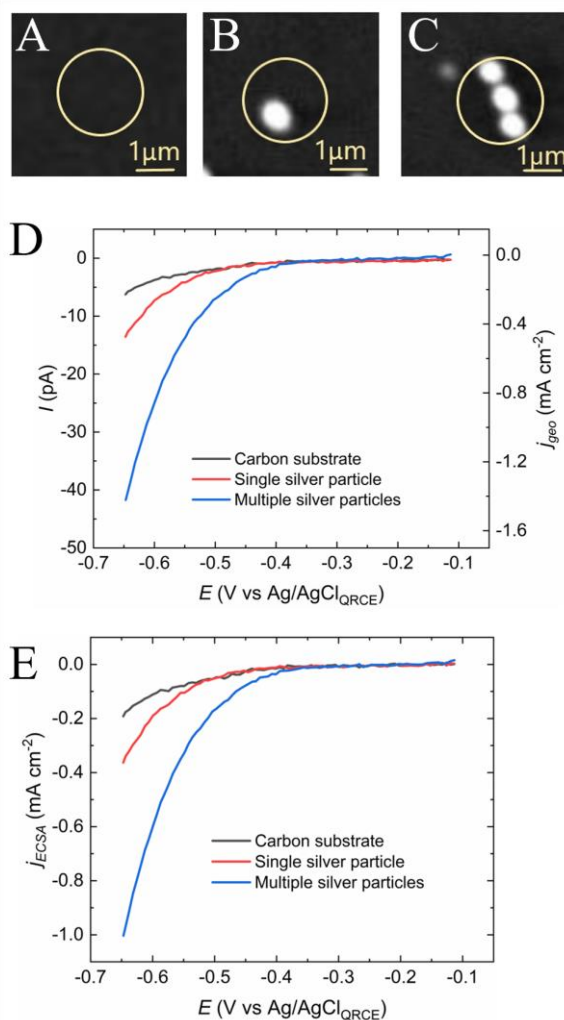 A
B
C
1μm
1μm
1μm
D
0
-10
-20
-30
-40
-50
I (pA)
0.0
-0.4
-0.8
-1.2
-1.6
j_geo (mA cm⁻²)
Carbon substrate
Single silver particle
Multiple silver particles
-0.7 -0.6 -0.5 -0.4 -0.3 -0.2 -0.1
E (V vs Ag/AgCl_QRCE)
E
0.0
-0.2
-0.4
-0.6
-0.8
-1.0
j_ECSA (mA cm⁻²)
Carbon substrate
Single silver particle
Multiple silver particles
-0.7 -0.6 -0.5 -0.4 -0.3 -0.2 -0.1
E (V vs Ag/AgCl_QRCE)